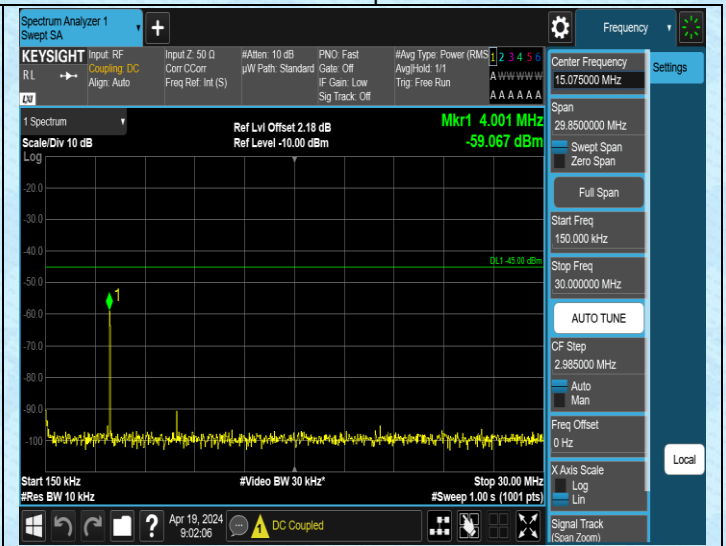 Spectrum Analyzer 1
Swept SA
+
Frequency
KEYSIGHT
RL
LXI
Input: RF
Coupling: DC
Align: Auto
Input Z: 50 Ω
Corr CCorr
Freq Ref: Int (S)
#Atten: 10 dB
µW Path: Standard
PNO: Fast
Gate: Off
IF Gain: Low
Sig Track: Off
#Avg Type: Power (RMS
Avg|Hold: 1/1
Trig: Free Run
1 2 3 4 5 6
A W W W W W
A A A A A A
Center Frequency
15.075000 MHz
Settings
Span
29.8500000 MHz
Swept Span
Zero Span
Full Span
Start Freq
150.000 kHz
Stop Freq
30.000000 MHz
AUTO TUNE
CF Step
2.985000 MHz
Auto
Man
Freq Offset
0 Hz
X Axis Scale
Log
Lin
Signal Track
(Span Zoom)
Local
1 Spectrum
Scale/Div 10 dB
Log
Ref Lvl Offset 2.18 dB
Ref Level -10.00 dBm
Mkr1 4.001 MHz
-59.067 dBm
-20.0
-30.0
-40.0
DL1 -45.00 dBm
-50.0
1
-60.0
-70.0
-80.0
-90.0
-100
Start 150 kHz
#Res BW 10 kHz
#Video BW 30 kHz*
Stop 30.00 MHz
#Sweep 1.00 s (1001 pts)
?
Apr 19, 2024
9:02:06
DC Coupled